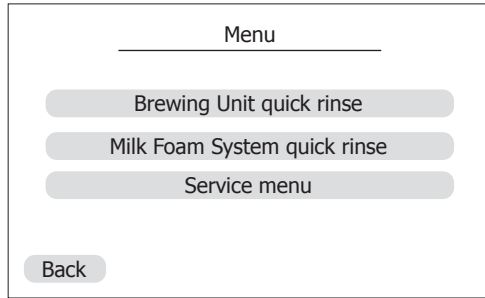 Menu
Brewing Unit quick rinse
Milk Foam System quick rinse
Service menu
Back